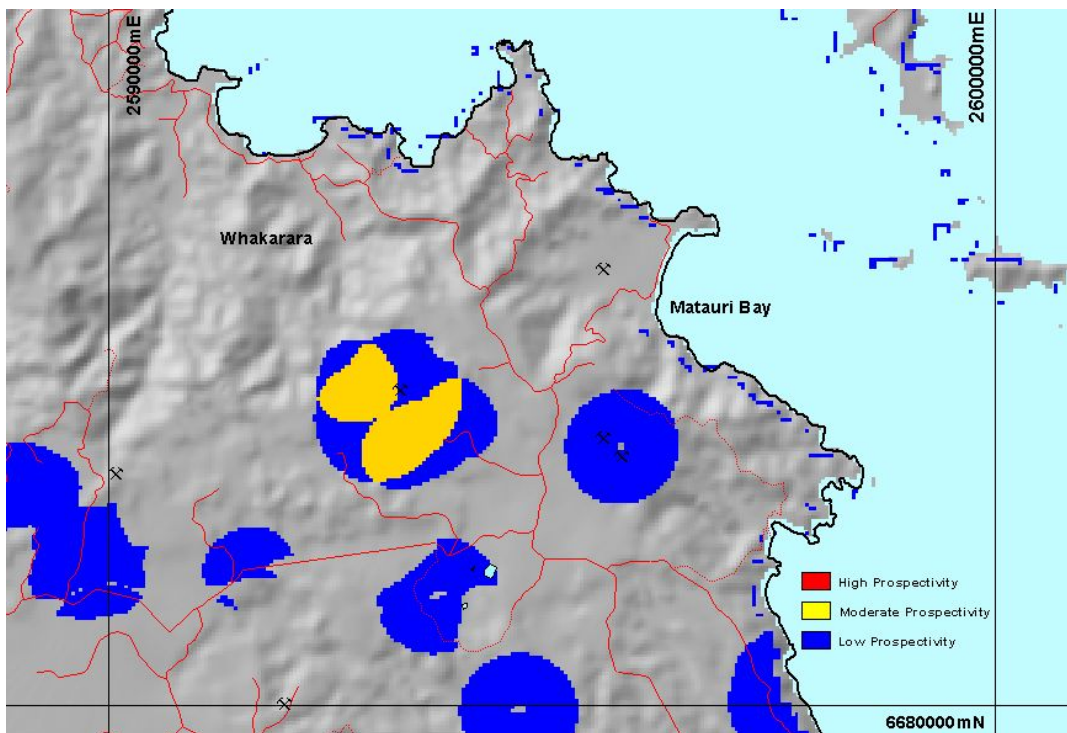 2590000mE
2600000mE
Whakarara
Matauri Bay
High Prospectivity
Moderate Prospectivity
Low Prospectivity
6680000mN